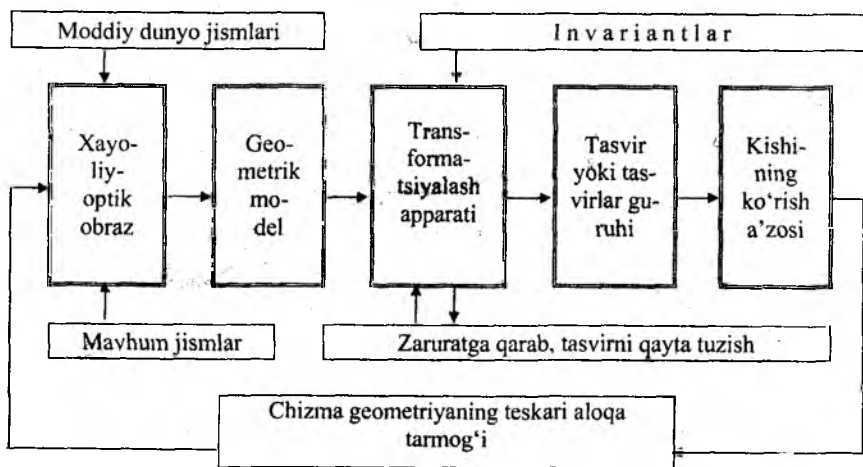 Moddiy dunyo jismlari
I n v a r i a n t l a r
Xayo-
liy-
optik
obraz
Geo-
metrik
mo-
del
Trans-
forma-
tsiyalash
apparati
Tasvir
yoki tas-
virlar gu-
ruhi
Kishi-
ning
ko‘rish
a’zosi
Mavhum jismlar
Zaruratga qarab, tasvirni qayta tuzish
Chizma geometriyaning teskari aloqa
tarmog‘i